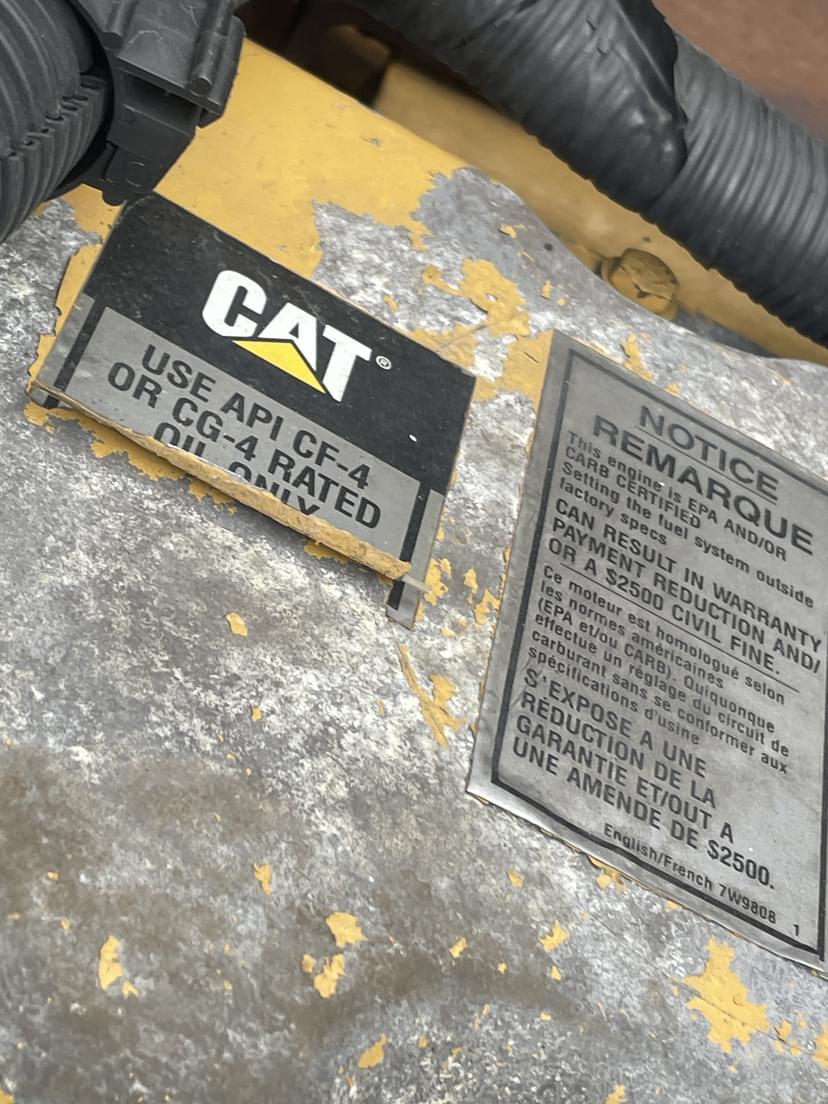 CAT®
USE API CF-4
OR CG-4 RATED
OIL ONLY
NOTICE
REMARQUE
This engine is EPA AND/OR
CARB CERTIFIED
Setting the fuel system outside
factory specs
CAN RESULT IN WARRANTY
PAYMENT REDUCTION AND/
OR A $2500 CIVIL FINE.
Ce moteur est homologué selon
les normes américaines
(EPA et/ou CARB). Quiquonque
effectue un réglage du circuit de
carburant sans se conformer aux
spécifications d'usine
S'EXPOSE A UNE
RÉDUCTION DE LA
GARANTIE ET/OUT A
UNE AMENDE DE $2500.
English/French 7W9808 1